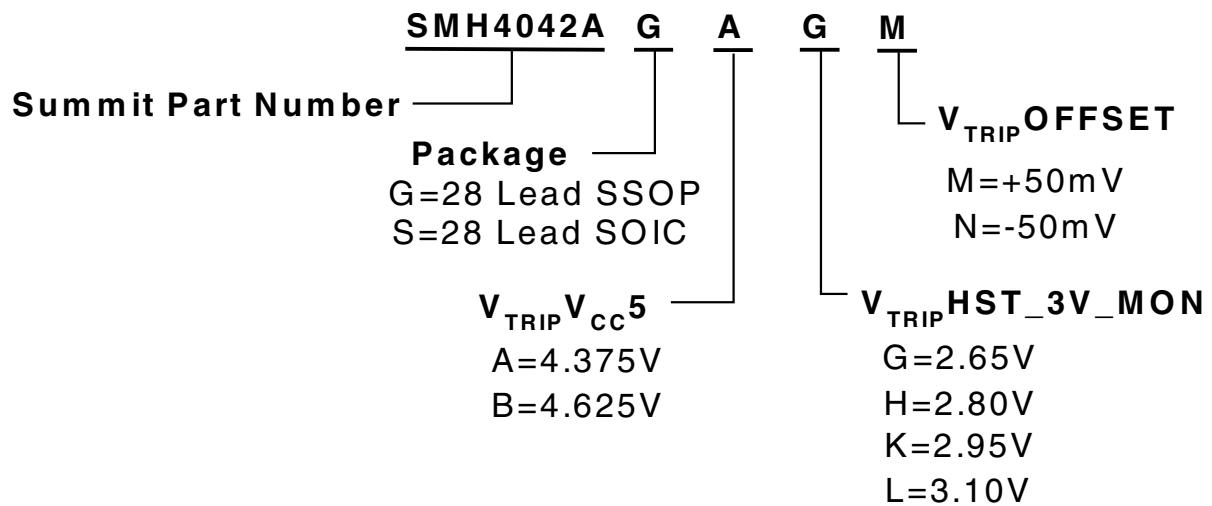 SMH4042A G A G M
Summit Part Number
Package
G=28 Lead SSOP
S=28 Lead SOIC
VTRIPVCC5
A=4.375V
B=4.625V
VTRIPOFFSET
M=+50mV
N=-50mV
VTRIPHST_3V_MON
G=2.65V
H=2.80V
K=2.95V
L=3.10V